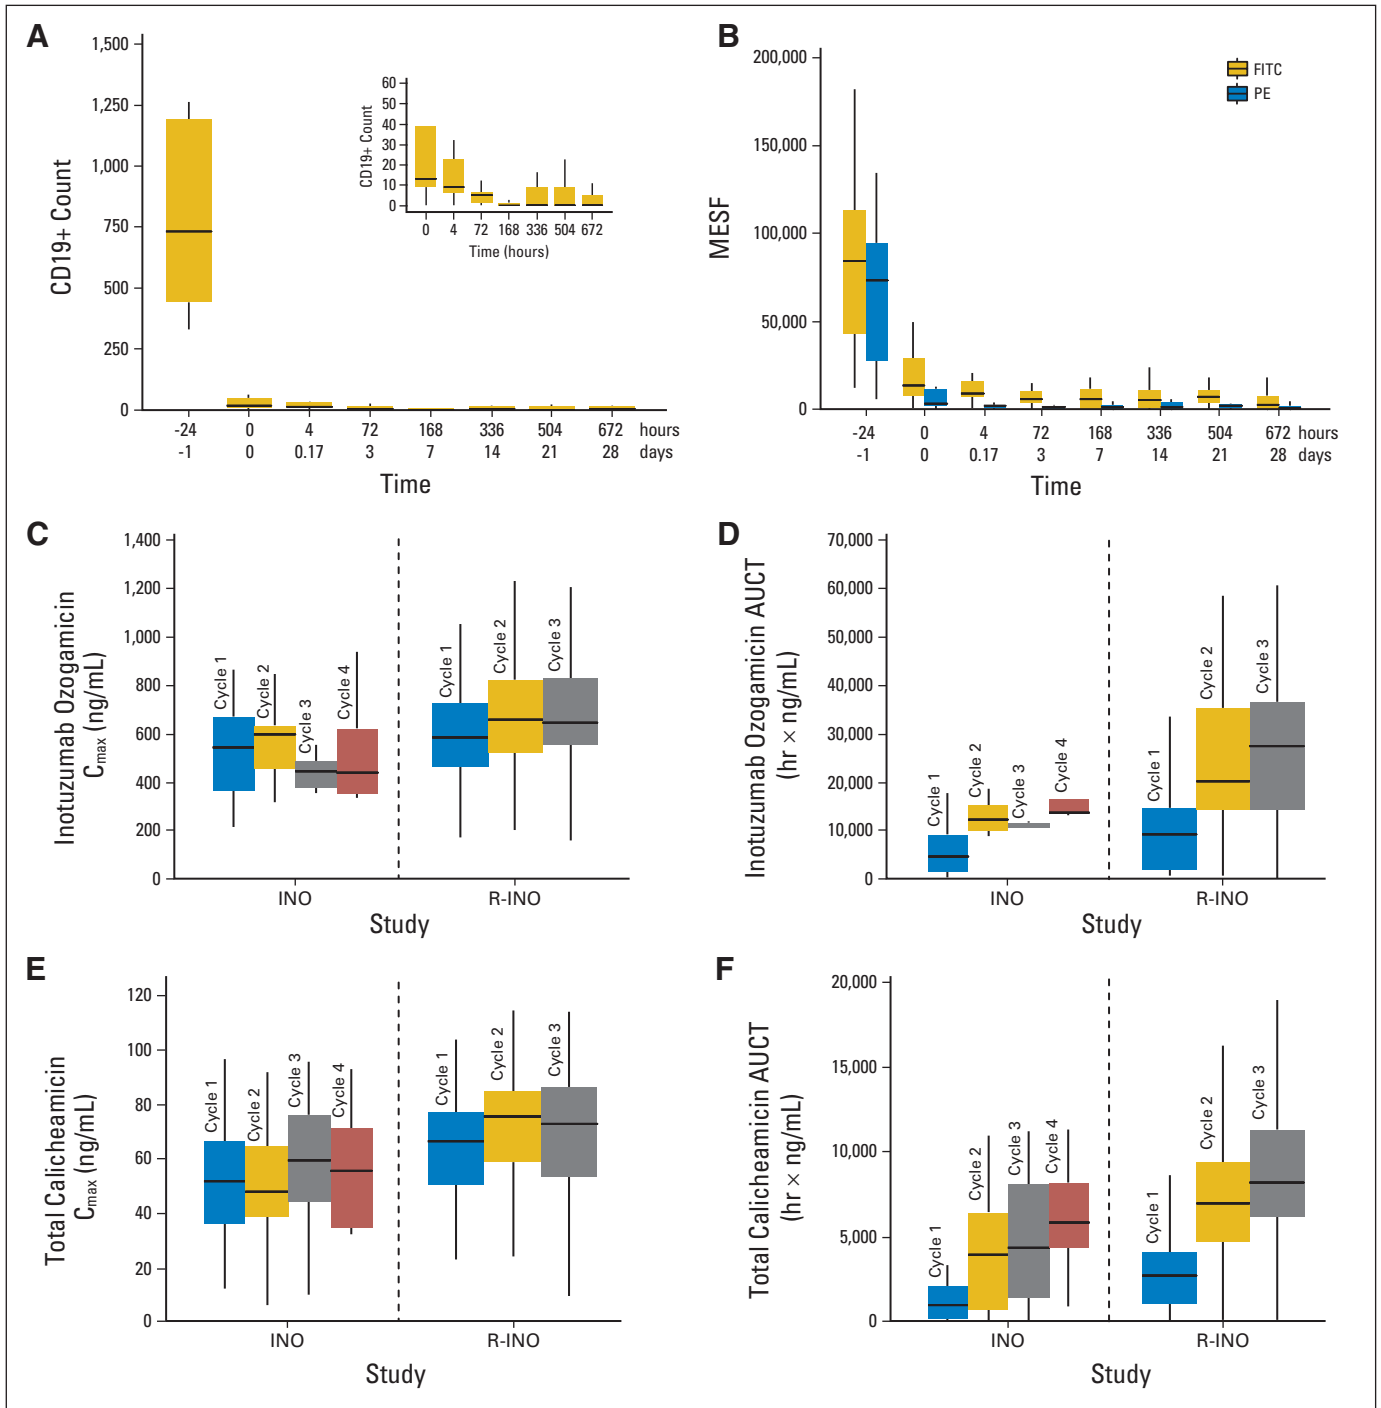 A
1,500
1,250
1,000
750
500
250
0
CD19+ Count
60
50
40
30
20
10
0
CD19+ Count
0 4 72 168 336 504 672
Time (hours)
-24 0 4 72 168 336 504 672 hours
-1 0 0.17 3 7 14 21 28 days
Time
B
200,000
150,000
100,000
50,000
0
MESF
FITC
PE
-24 0 4 72 168 336 504 672 hours
-1 0 0.17 3 7 14 21 28 days
Time
C
1,400
1,200
1,000
800
600
400
200
0
Inotuzumab Ozogamicin
Cmax (ng/mL)
Cycle 1
Cycle 2
Cycle 3
Cycle 4
Cycle 1
Cycle 2
Cycle 3
INO R-INO
Study
D
70,000
60,000
50,000
40,000
30,000
20,000
10,000
0
Inotuzumab Ozogamicin AUCT
(hr × ng/mL)
Cycle 1
Cycle 2
Cycle 3
Cycle 4
Cycle 1
Cycle 2
Cycle 3
INO R-INO
Study
E
120
100
80
60
40
20
0
Total Calicheamicin
Cmax (ng/mL)
Cycle 1
Cycle 2
Cycle 3
Cycle 4
Cycle 1
Cycle 2
Cycle 3
INO R-INO
Study
F
20,000
15,000
10,000
5,000
0
Total Calicheamicin AUCT
(hr × ng/mL)
Cycle 1
Cycle 2
Cycle 3
Cycle 4
Cycle 1
Cycle 2
Cycle 3
INO R-INO
Study